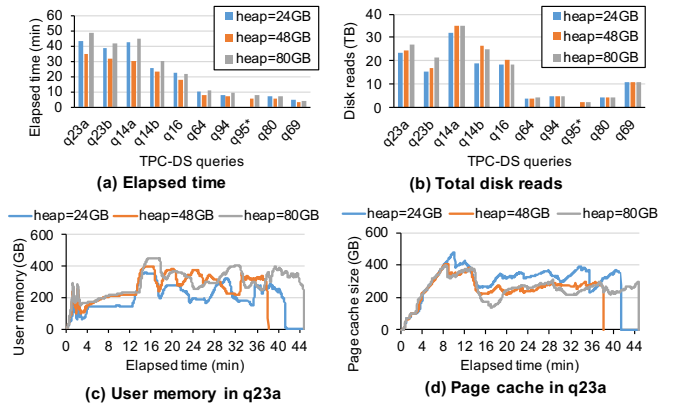 60
50
40
30
20
10
0
Elapsed time (min)
heap=24GB
heap=48GB
heap=80GB
q23a
q23b
q14a
q14b
q16
q64
q94
q95*
q80
q69
TPC-DS queries
(a) Elapsed time
40
30
20
10
0
Disk reads (TB)
heap=24GB
heap=48GB
heap=80GB
q23a
q23b
q14a
q14b
q16
q64
q94
q95*
q80
q69
TPC-DS queries
(b) Total disk reads
heap=24GB heap=48GB heap=80GB
600
400
200
0
User memory (GB)
0 4 8 12 16 20 24 28 32 36 40 44
Elapsed time (min)
(c) User memory in q23a
heap=24GB heap=48GB heap=80GB
600
400
200
0
Page cache size (GB)
0 4 8 12 16 20 24 28 32 36 40 44
Elapsed time (min)
(d) Page cache in q23a